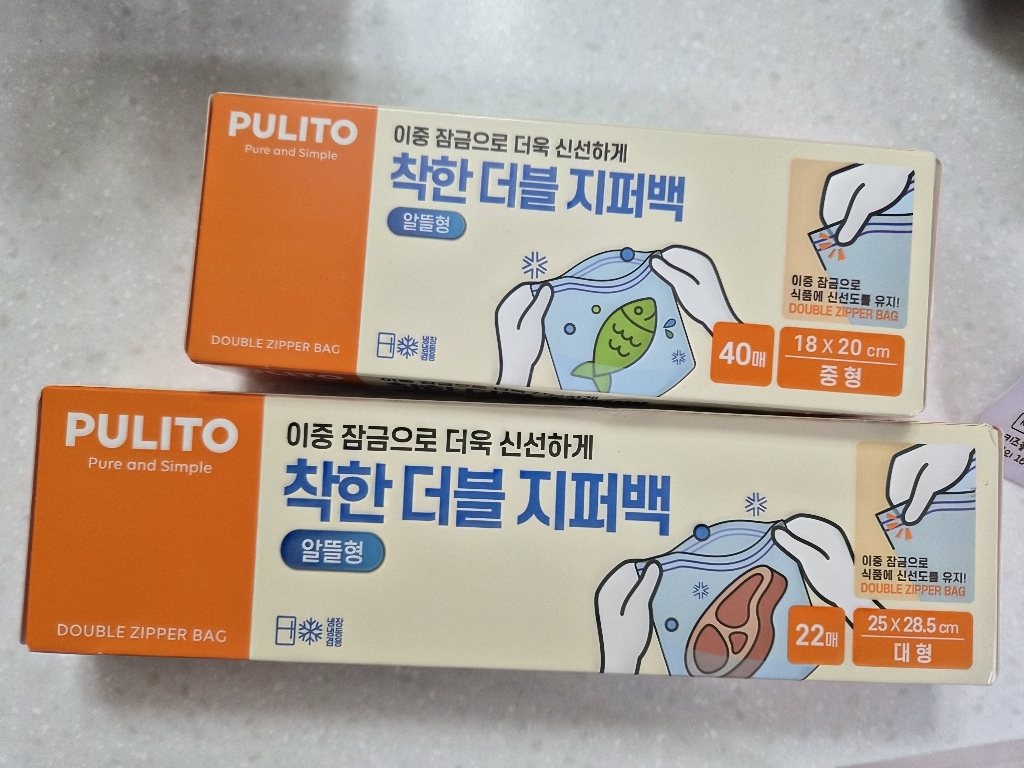 PULITO
Pure and Simple
이중 잠금으로 더욱 신선하게
착한 더블 지퍼백
알뜰형
이중 잠금으로
식품에 신선도를 유지!
DOUBLE ZIPPER BAG
DOUBLE ZIPPER BAG
40매
18 X 20 cm
중 형
PULITO
Pure and Simple
이중 잠금으로 더욱 신선하게
착한 더블 지퍼백
알뜰형
이중 잠금으로
식품에 신선도를 유지!
DOUBLE ZIPPER BAG
DOUBLE ZIPPER BAG
22매
25 X 28.5 cm
대 형